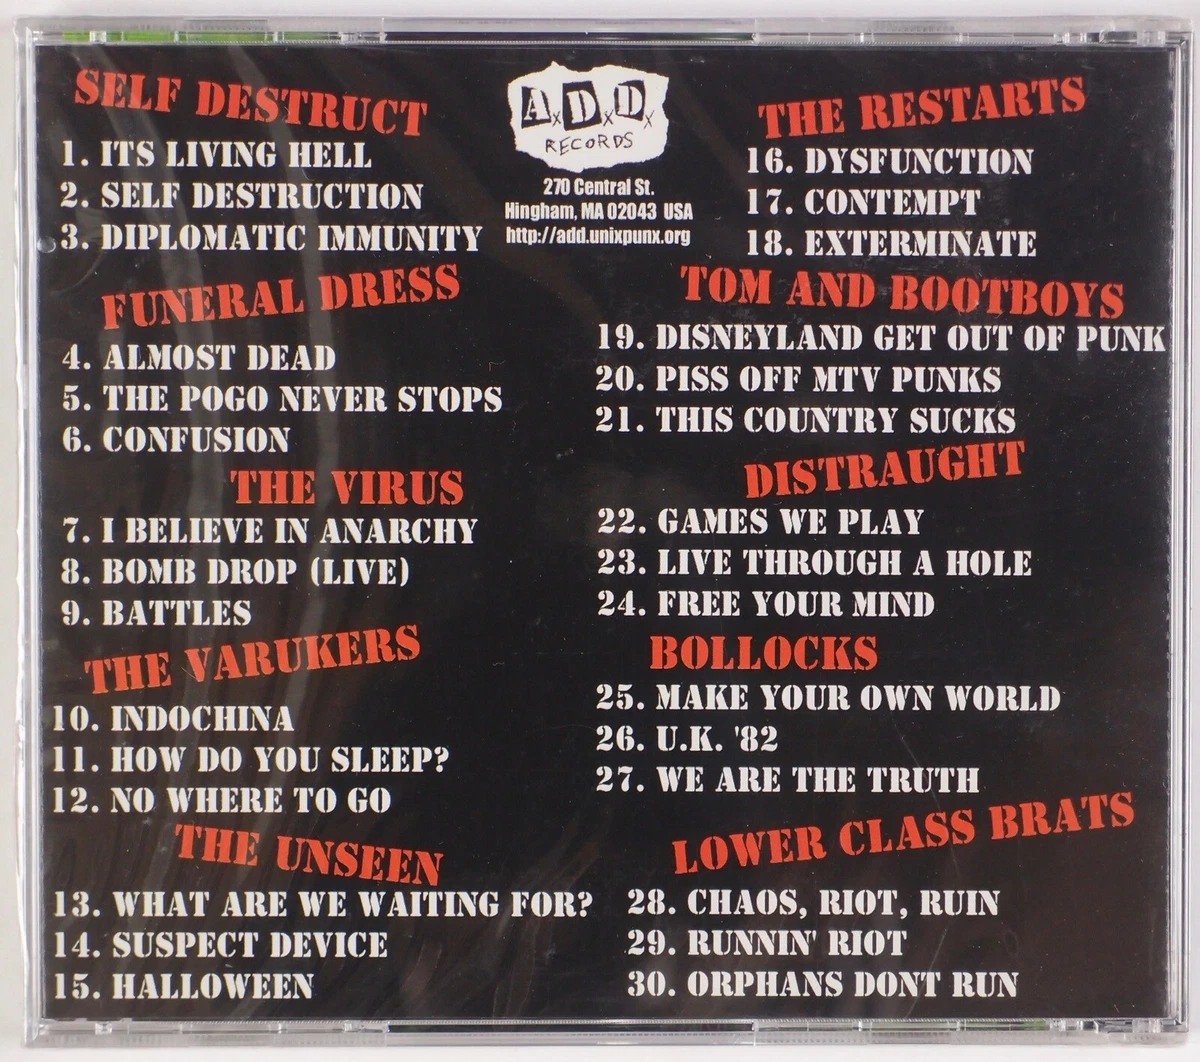 SELF DESTRUCT
1. ITS LIVING HELL
2. SELF DESTRUCTION
3. DIPLOMATIC IMMUNITY
FUNERAL DRESS
4. ALMOST DEAD
5. THE POGO NEVER STOPS
6. CONFUSION
THE VIRUS
7. I BELIEVE IN ANARCHY
8. BOMB DROP (LIVE)
9. BATTLES
THE VARUKERS
10. INDOCHINA
11. HOW DO YOU SLEEP?
12. NO WHERE TO GO
THE UNSEEN
13. WHAT ARE WE WAITING FOR?
14. SUSPECT DEVICE
15. HALLOWEEN
AxDxDx
RECORDS
270 Central St.
Hingham, MA 02043 USA
http://add.unixpunx.org
THE RESTARTS
16. DYSFUNCTION
17. CONTEMPT
18. EXTERMINATE
TOM AND BOOTBOYS
19. DISNEYLAND GET OUT OF PUNK
20. PISS OFF MTV PUNKS
21. THIS COUNTRY SUCKS
DISTRAUGHT
22. GAMES WE PLAY
23. LIVE THROUGH A HOLE
24. FREE YOUR MIND
BOLLOCKS
25. MAKE YOUR OWN WORLD
26. U.K. '82
27. WE ARE THE TRUTH
LOWER CLASS BRATS
28. CHAOS, RIOT, RUIN
29. RUNNIN' RIOT
30. ORPHANS DONT RUN